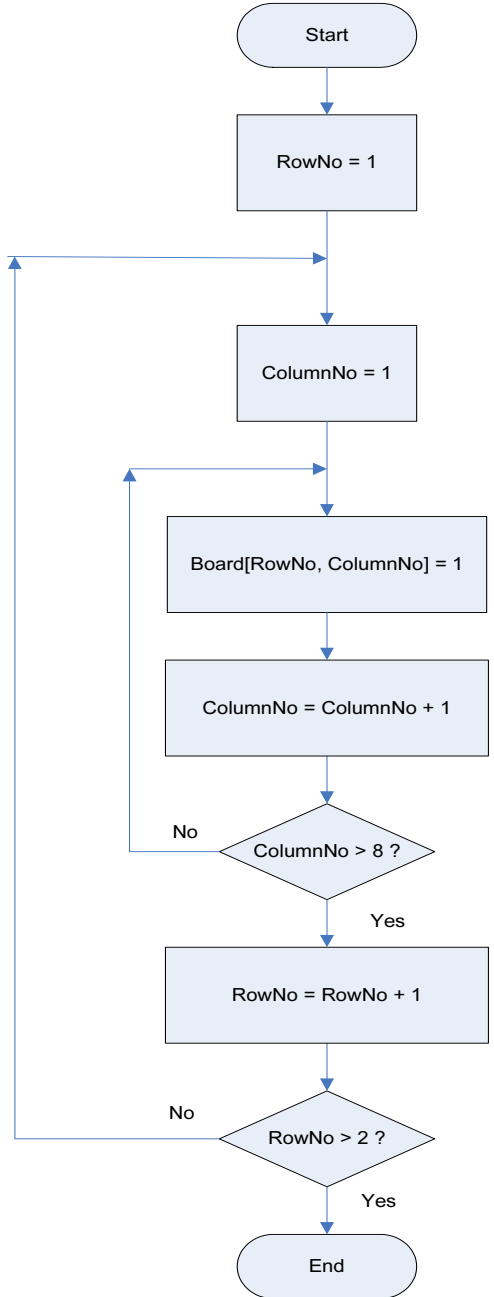 Start
RowNo = 1
ColumnNo = 1
Board[RowNo, ColumnNo] = 1
ColumnNo = ColumnNo + 1
No
ColumnNo > 8 ?
Yes
RowNo = RowNo + 1
No
RowNo > 2 ?
Yes
End